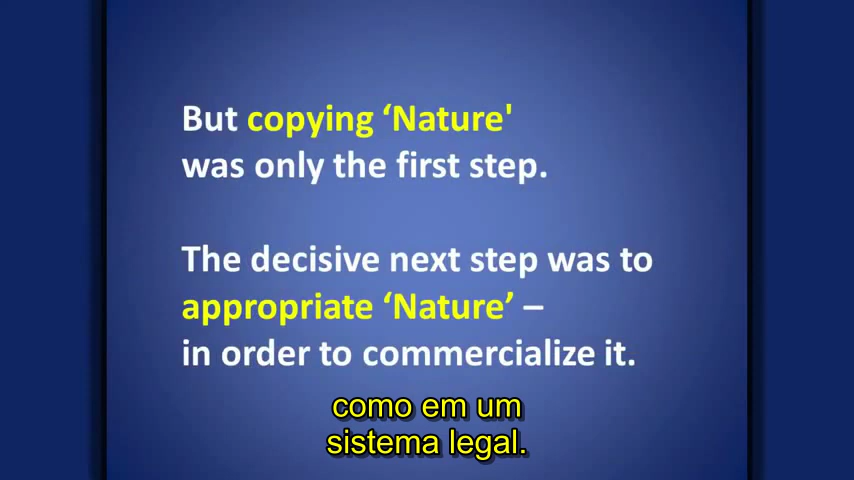 But copying ‘Nature'
was only the first step.
The decisive next step was to
appropriate ‘Nature’ –
in order to commercialize it.
como em um
sistema legal.